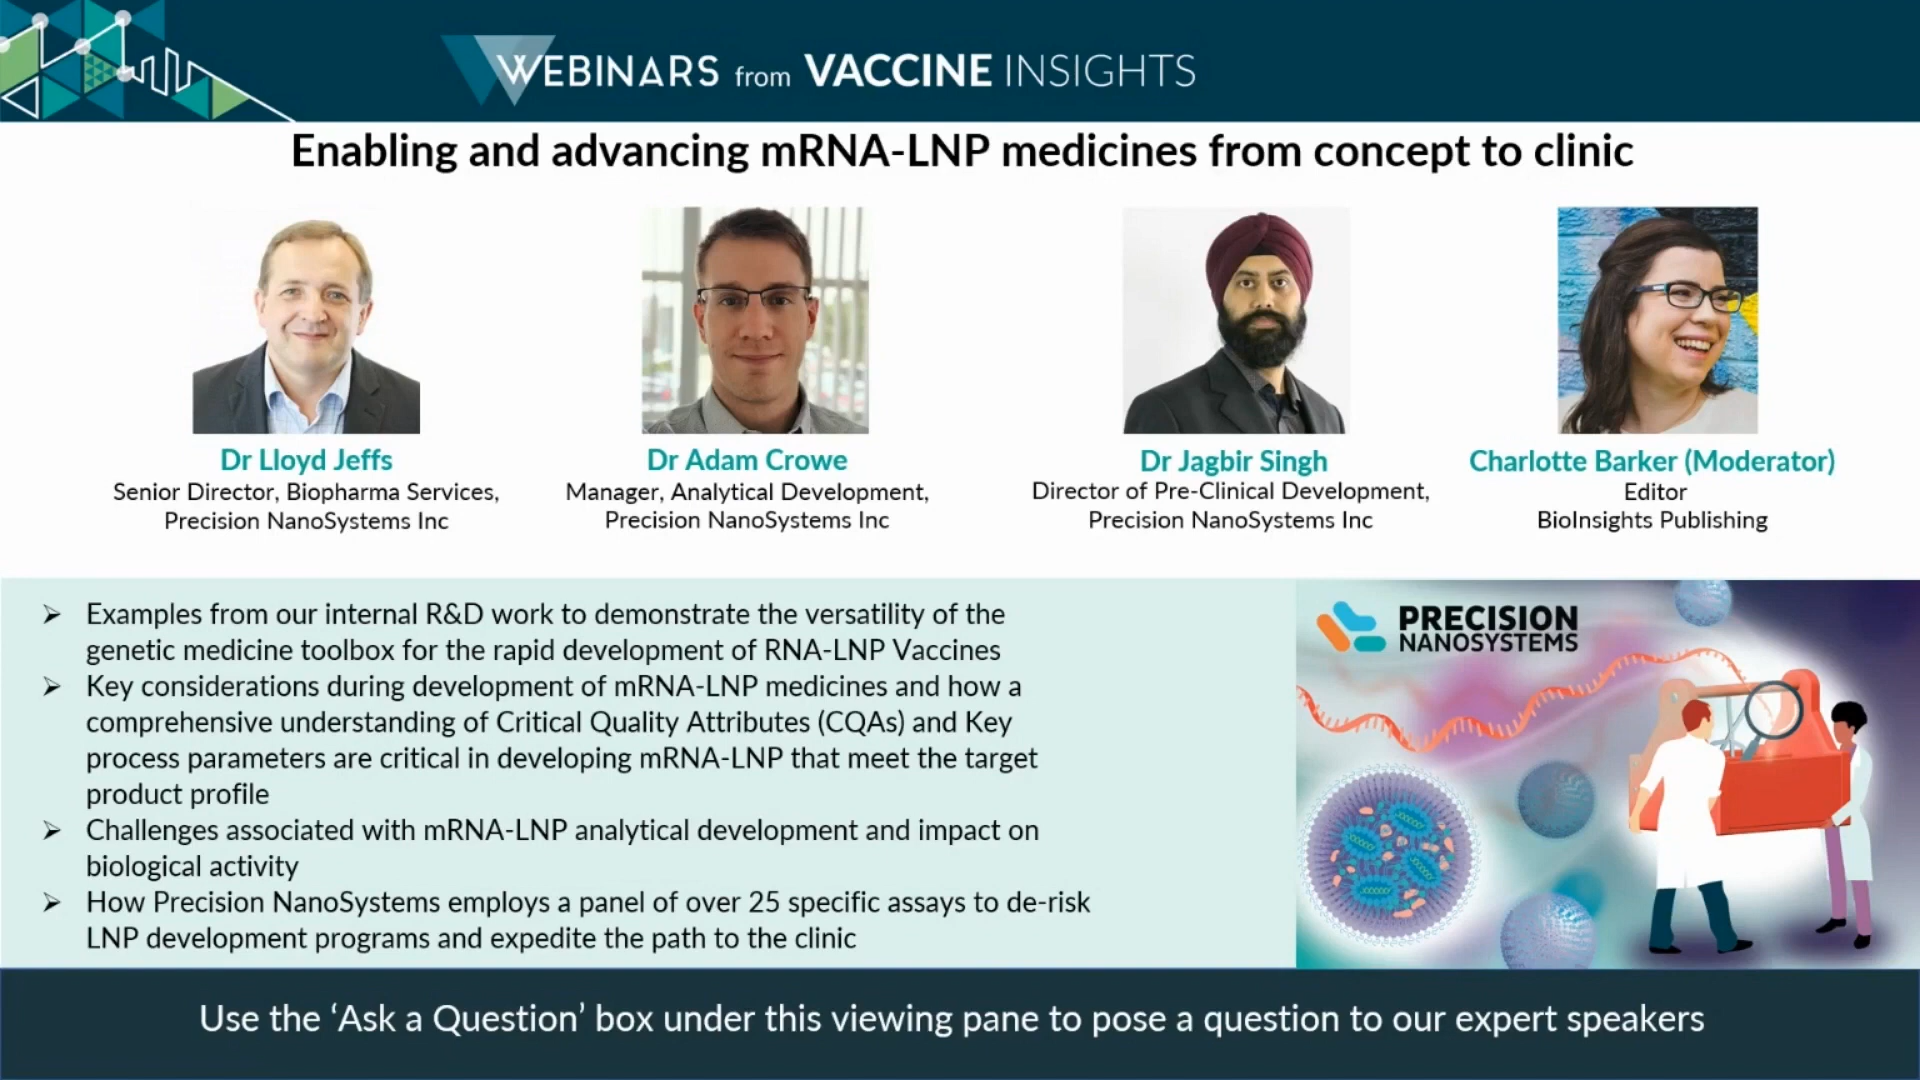 WEBINARS from VACCINE INSIGHTS
Enabling and advancing mRNA-LNP medicines from concept to clinic
Dr Lloyd Jeffs
Senior Director, Biopharma Services,
Precision NanoSystems Inc
Dr Adam Crowe
Manager, Analytical Development,
Precision NanoSystems Inc
Dr Jagbir Singh
Director of Pre-Clinical Development,
Precision NanoSystems Inc
Charlotte Barker (Moderator)
Editor
BioInsights Publishing
➢ Examples from our internal R&D work to demonstrate the versatility of the
genetic medicine toolbox for the rapid development of RNA-LNP Vaccines
➢ Key considerations during development of mRNA-LNP medicines and how a
comprehensive understanding of Critical Quality Attributes (CQAs) and Key
process parameters are critical in developing mRNA-LNP that meet the target
product profile
➢ Challenges associated with mRNA-LNP analytical development and impact on
biological activity
➢ How Precision NanoSystems employs a panel of over 25 specific assays to de-risk
LNP development programs and expedite the path to the clinic
PRECISION
NANOSYSTEMS
Use the ‘Ask a Question’ box under this viewing pane to pose a question to our expert speakers